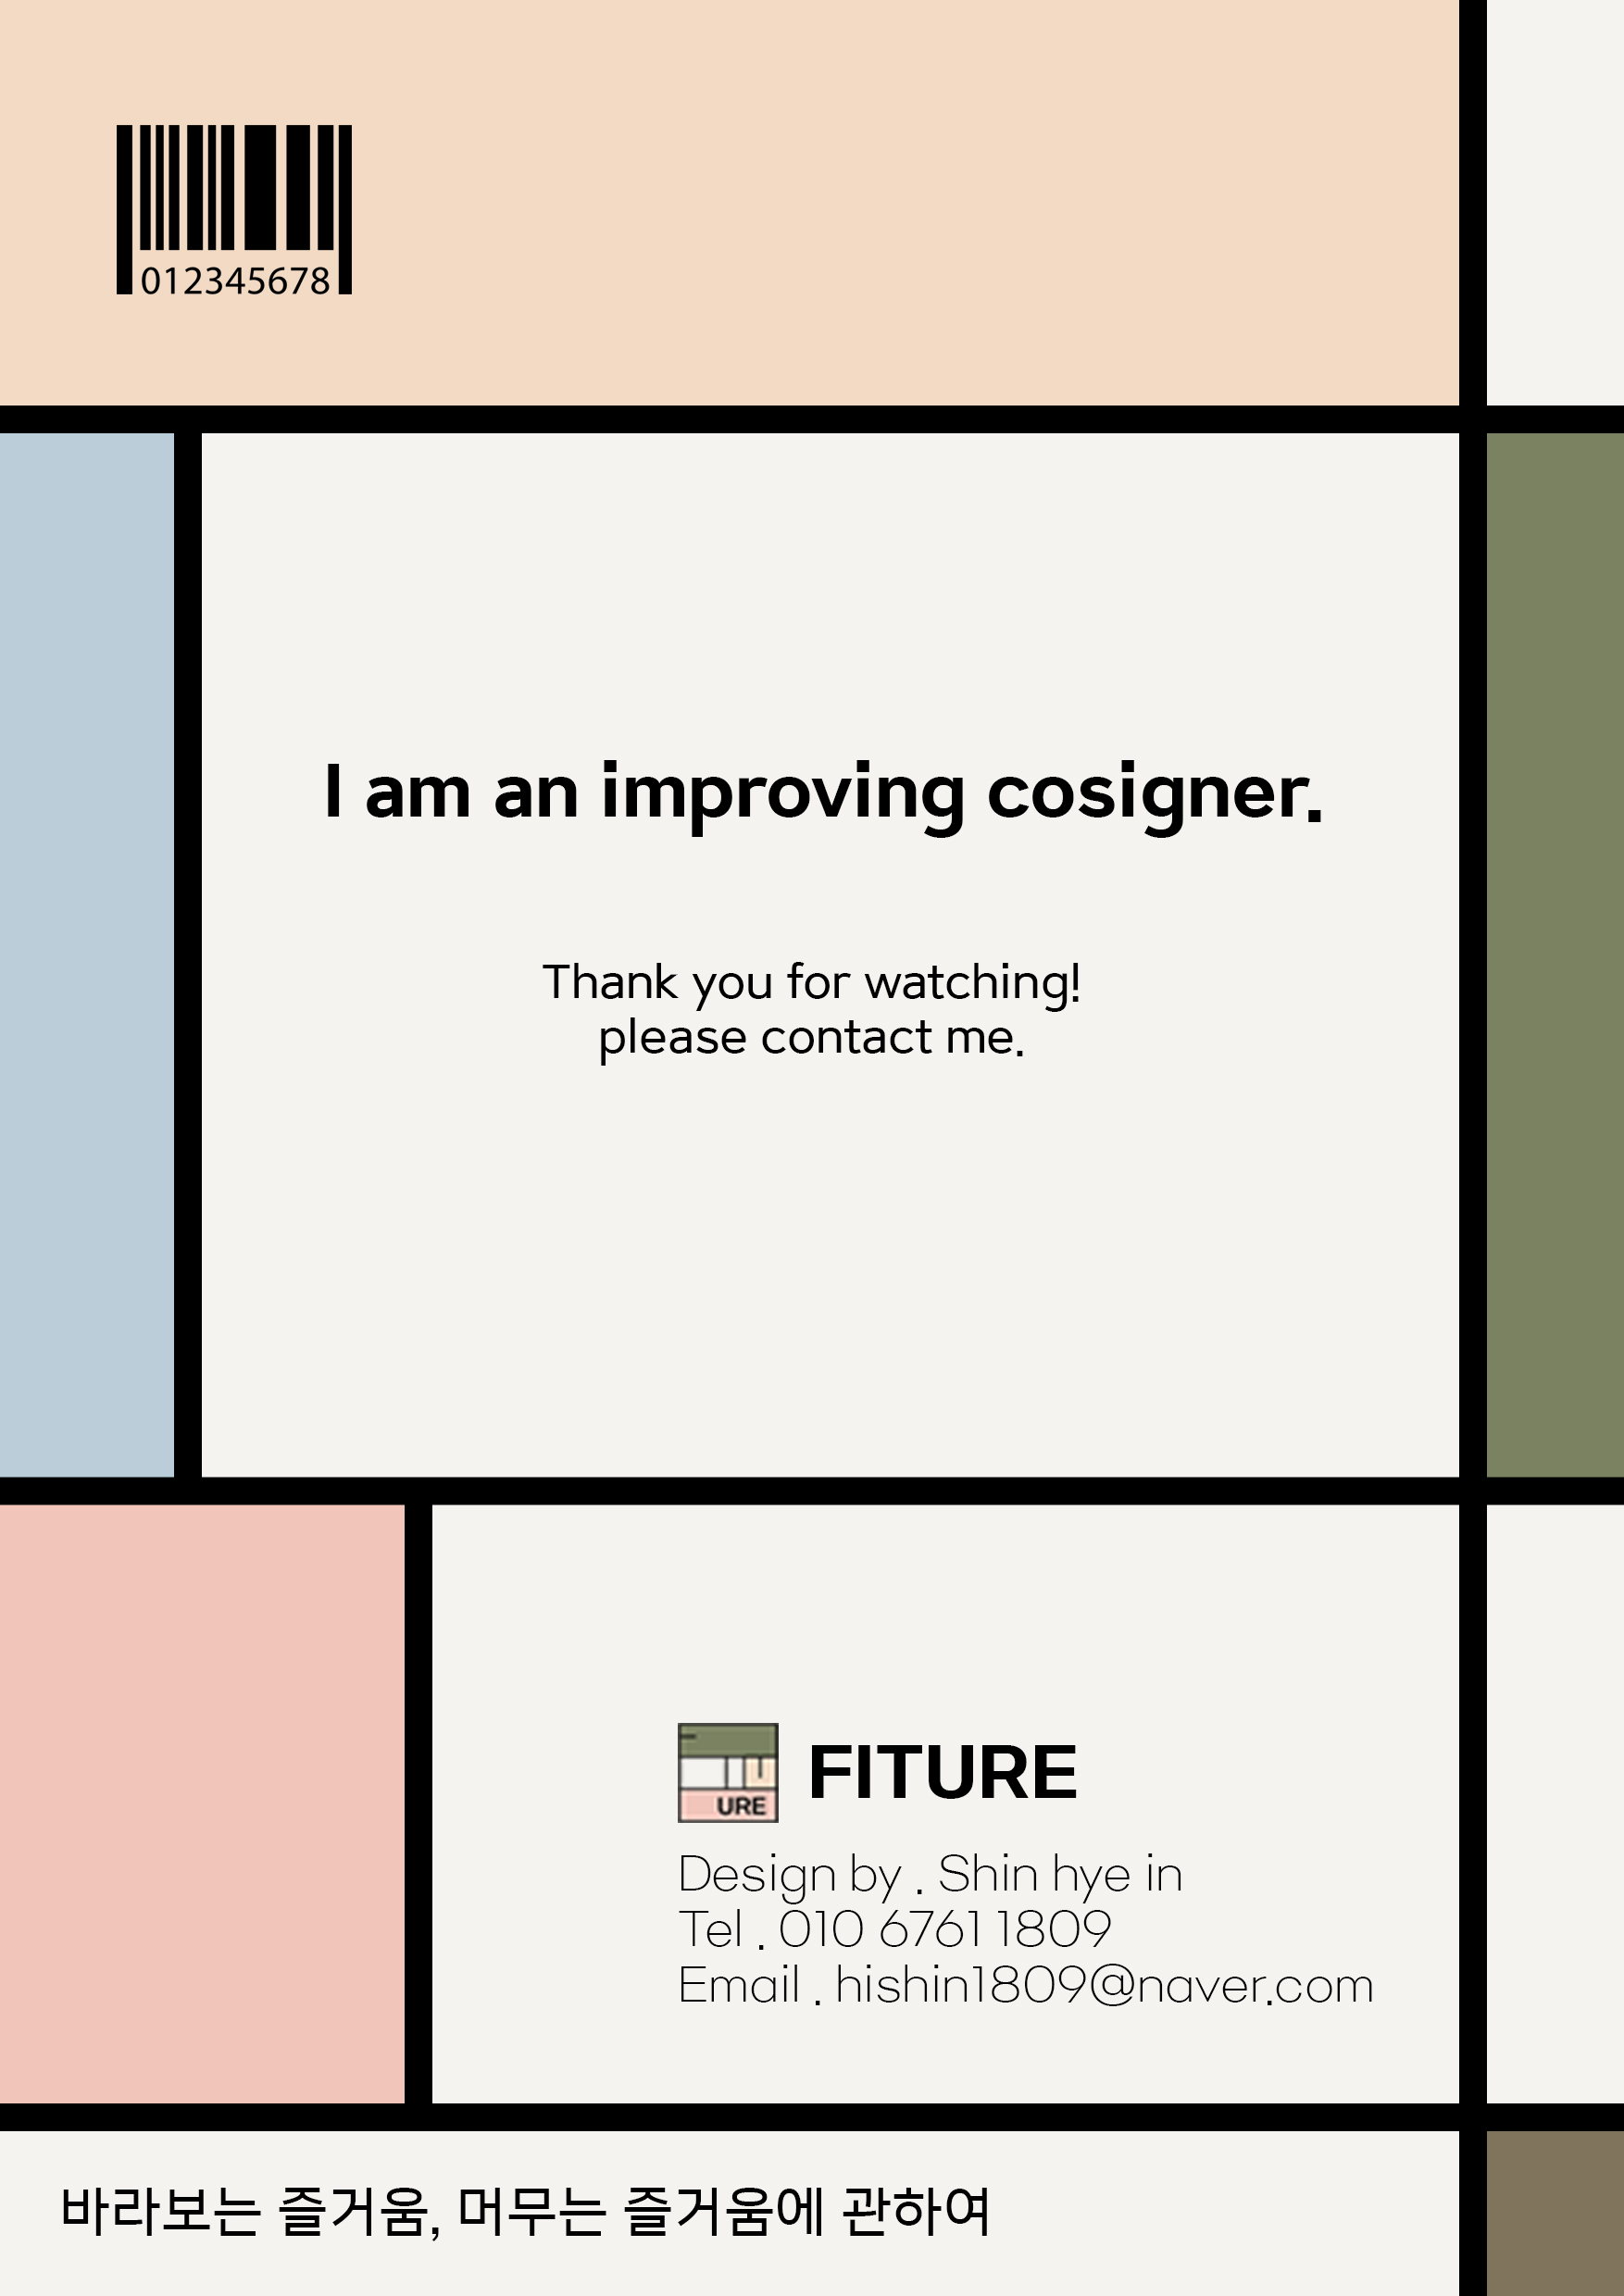 012345678
I am an improving cosigner.
Thank you for watching!
please contact me.
URE
FITURE
Design by . Shin hye in
Tel . 010 6761 1809
Email . hishin1809@naver.com
바라보는 즐거움, 머무는 즐거움에 관하여